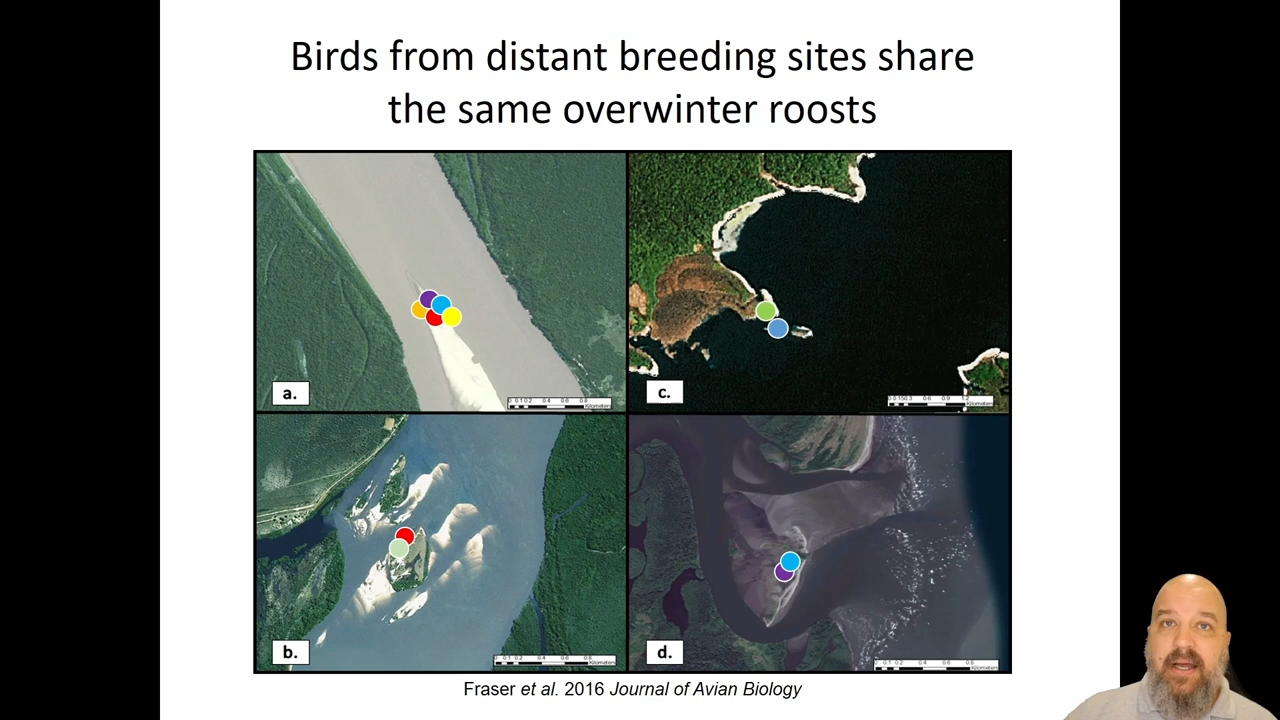 Birds from distant breeding sites share
the same overwinter roosts
a.
c.
b.
d.
Fraser et al. 2016 Journal of Avian Biology